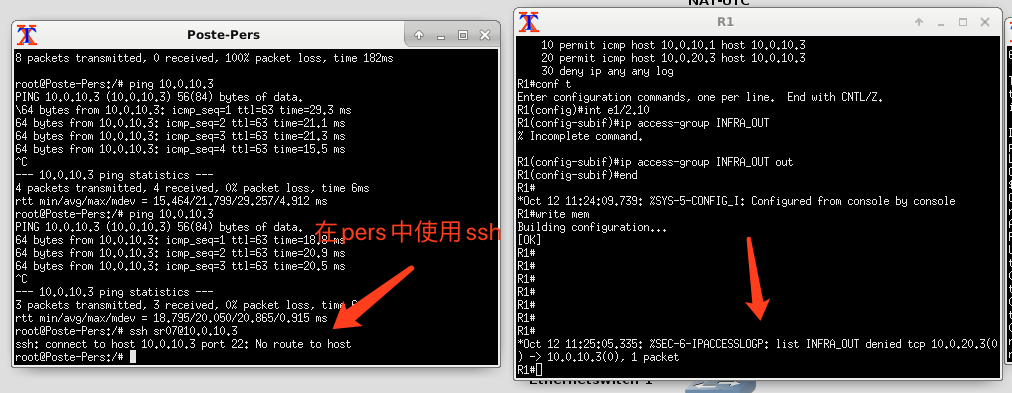 NAT-UTC
Poste-Pers
8 packets transmitted, 0 received, 100% packet loss, time 182ms
root@Poste-Pers:/# ping 10.0.10.3
PING 10.0.10.3 (10.0.10.3) 56(84) bytes of data.
\64 bytes from 10.0.10.3: icmp_seq=1 ttl=63 time=29.3 ms
64 bytes from 10.0.10.3: icmp_seq=2 ttl=63 time=21.1 ms
64 bytes from 10.0.10.3: icmp_seq=3 ttl=63 time=21.3 ms
64 bytes from 10.0.10.3: icmp_seq=4 ttl=63 time=15.5 ms
^C
--- 10.0.10.3 ping statistics ---
4 packets transmitted, 4 received, 0% packet loss, time 6ms
rtt min/avg/max/mdev = 15.464/21.799/29.257/4.912 ms
root@Poste-Pers:/# ping 10.0.10.3
PING 10.0.10.3 (10.0.10.3) 56(84) bytes of data.
64 bytes from 10.0.10.3: icmp_seq=1 ttl=63 time=18.8 ms
64 bytes from 10.0.10.3: icmp_seq=2 ttl=63 time=20.9 ms
64 bytes from 10.0.10.3: icmp_seq=3 ttl=63 time=20.5 ms
^C
--- 10.0.10.3 ping statistics ---
3 packets transmitted, 3 received, 0% packet loss, time
rtt min/avg/max/mdev = 18.795/20.050/20.865/0.915 ms
root@Poste-Pers:/# ssh sr07@10.0.10.3
ssh: connect to host 10.0.10.3 port 22: No route to host
root@Poste-Pers:/#
在pers中使用ssh
R1
10 permit icmp host 10.0.10.1 host 10.0.10.3
20 permit icmp host 10.0.20.3 host 10.0.10.3
30 deny ip any any log
R1#conf t
Enter configuration commands, one per line.  End with CNTL/Z.
R1(config)#int e1/2.10
R1(config-subif)#ip access-group INFRA_OUT
% Incomplete command.
R1(config-subif)#ip access-group INFRA_OUT out
R1(config-subif)#end
R1#
*Oct 12 11:24:09.739: %SYS-5-CONFIG_I: Configured from console by console
R1#write mem
Building configuration...
[OK]
R1#
R1#
R1#
R1#
R1#
R1#
R1#
*Oct 12 11:25:05.335: %SEC-6-IPACCESSLOGP: list INFRA_OUT denied tcp 10.0.20.3(0
) -> 10.0.10.3(0), 1 packet
R1#
Ethernetswitch-1